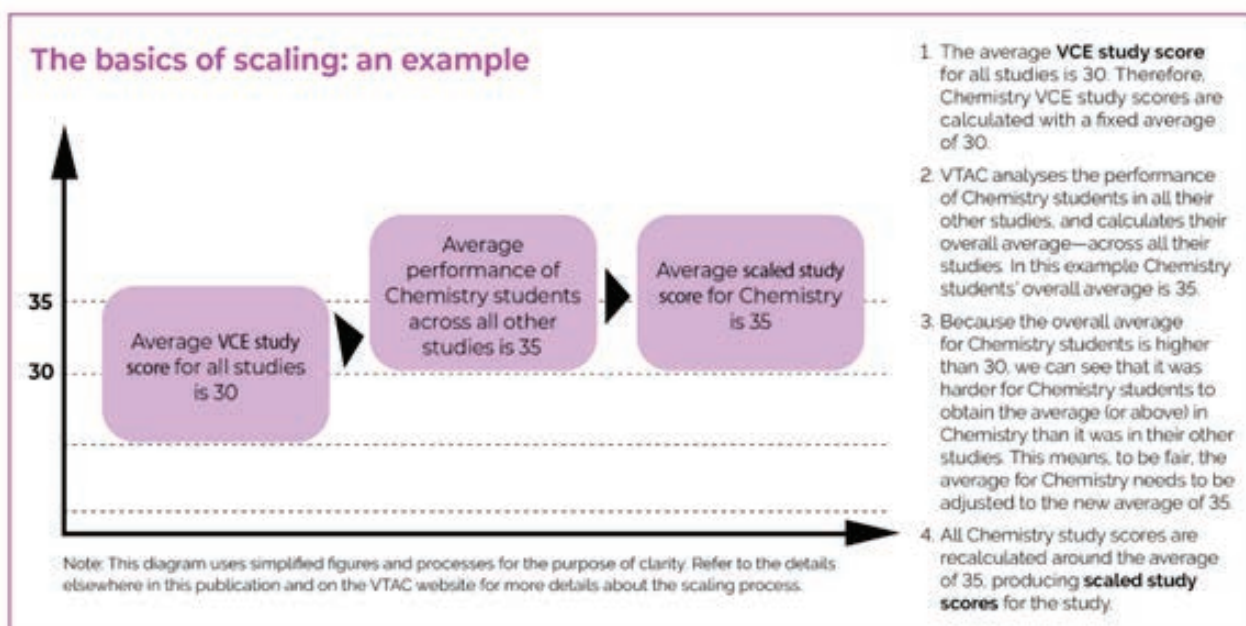 The basics of scaling: an example
35
30
Average VCE study
score for all studies
is 30
Average
performance of
Chemistry students
across all other
studies is 35
Average scaled study
score for Chemistry
is 35
Note: This diagram uses simplified figures and processes for the purpose of clarity. Refer to the details
elsewhere in this publication and on the VTAC website for more details about the scaling process.
1. The average VCE study score
for all studies is 30. Therefore,
Chemistry VCE study scores are
calculated with a fixed average
of 30.
2. VTAC analyses the performance
of Chemistry students in all their
other studies, and calculates their
overall average—across all their
studies. In this example Chemistry
students' overall average is 35.
3. Because the overall average
for Chemistry students is higher
than 30, we can see that it was
harder for Chemistry students to
obtain the average (or above) in
Chemistry than it was in their other
studies. This means, to be fair, the
average for Chemistry needs to be
adjusted to the new average of 35.
4. All Chemistry study scores are
recalculated around the average
of 35, producing scaled study
scores for the study.